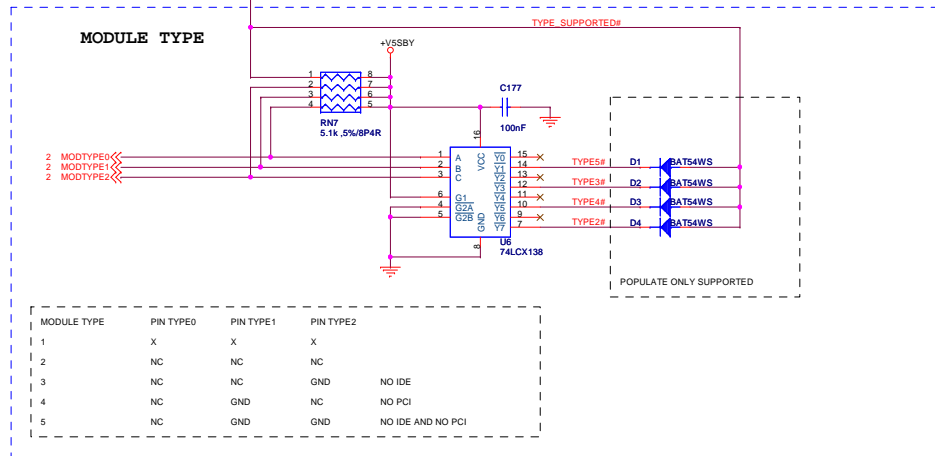 TYPE_SUPPORTED#
MODULE TYPE
+V5SBY
1 8
2 7
3 6
4 5
RN7
5.1k ,5%/8P4R
C177
100nF
16
2 MODTYPE0
2 MODTYPE1
2 MODTYPE2
1 A VCC Y0 15
2 B Y1 14 TYPE5# D1 BAT54WS
3 C Y2 13
Y3 12 TYPE3# D2 BAT54WS
6 G1 Y4 11
4 G2A Y5 10 TYPE4# D3 BAT54WS
5 G2B GND Y6 9
Y7 7 TYPE2# D4 BAT54WS
8
U6
74LCX138
POPULATE ONLY SUPPORTED
MODULE TYPE PIN TYPE0 PIN TYPE1 PIN TYPE2
1 X X X
2 NC NC NC
3 NC NC GND NO IDE
4 NC GND NC NO PCI
5 NC GND GND NO IDE AND NO PCI